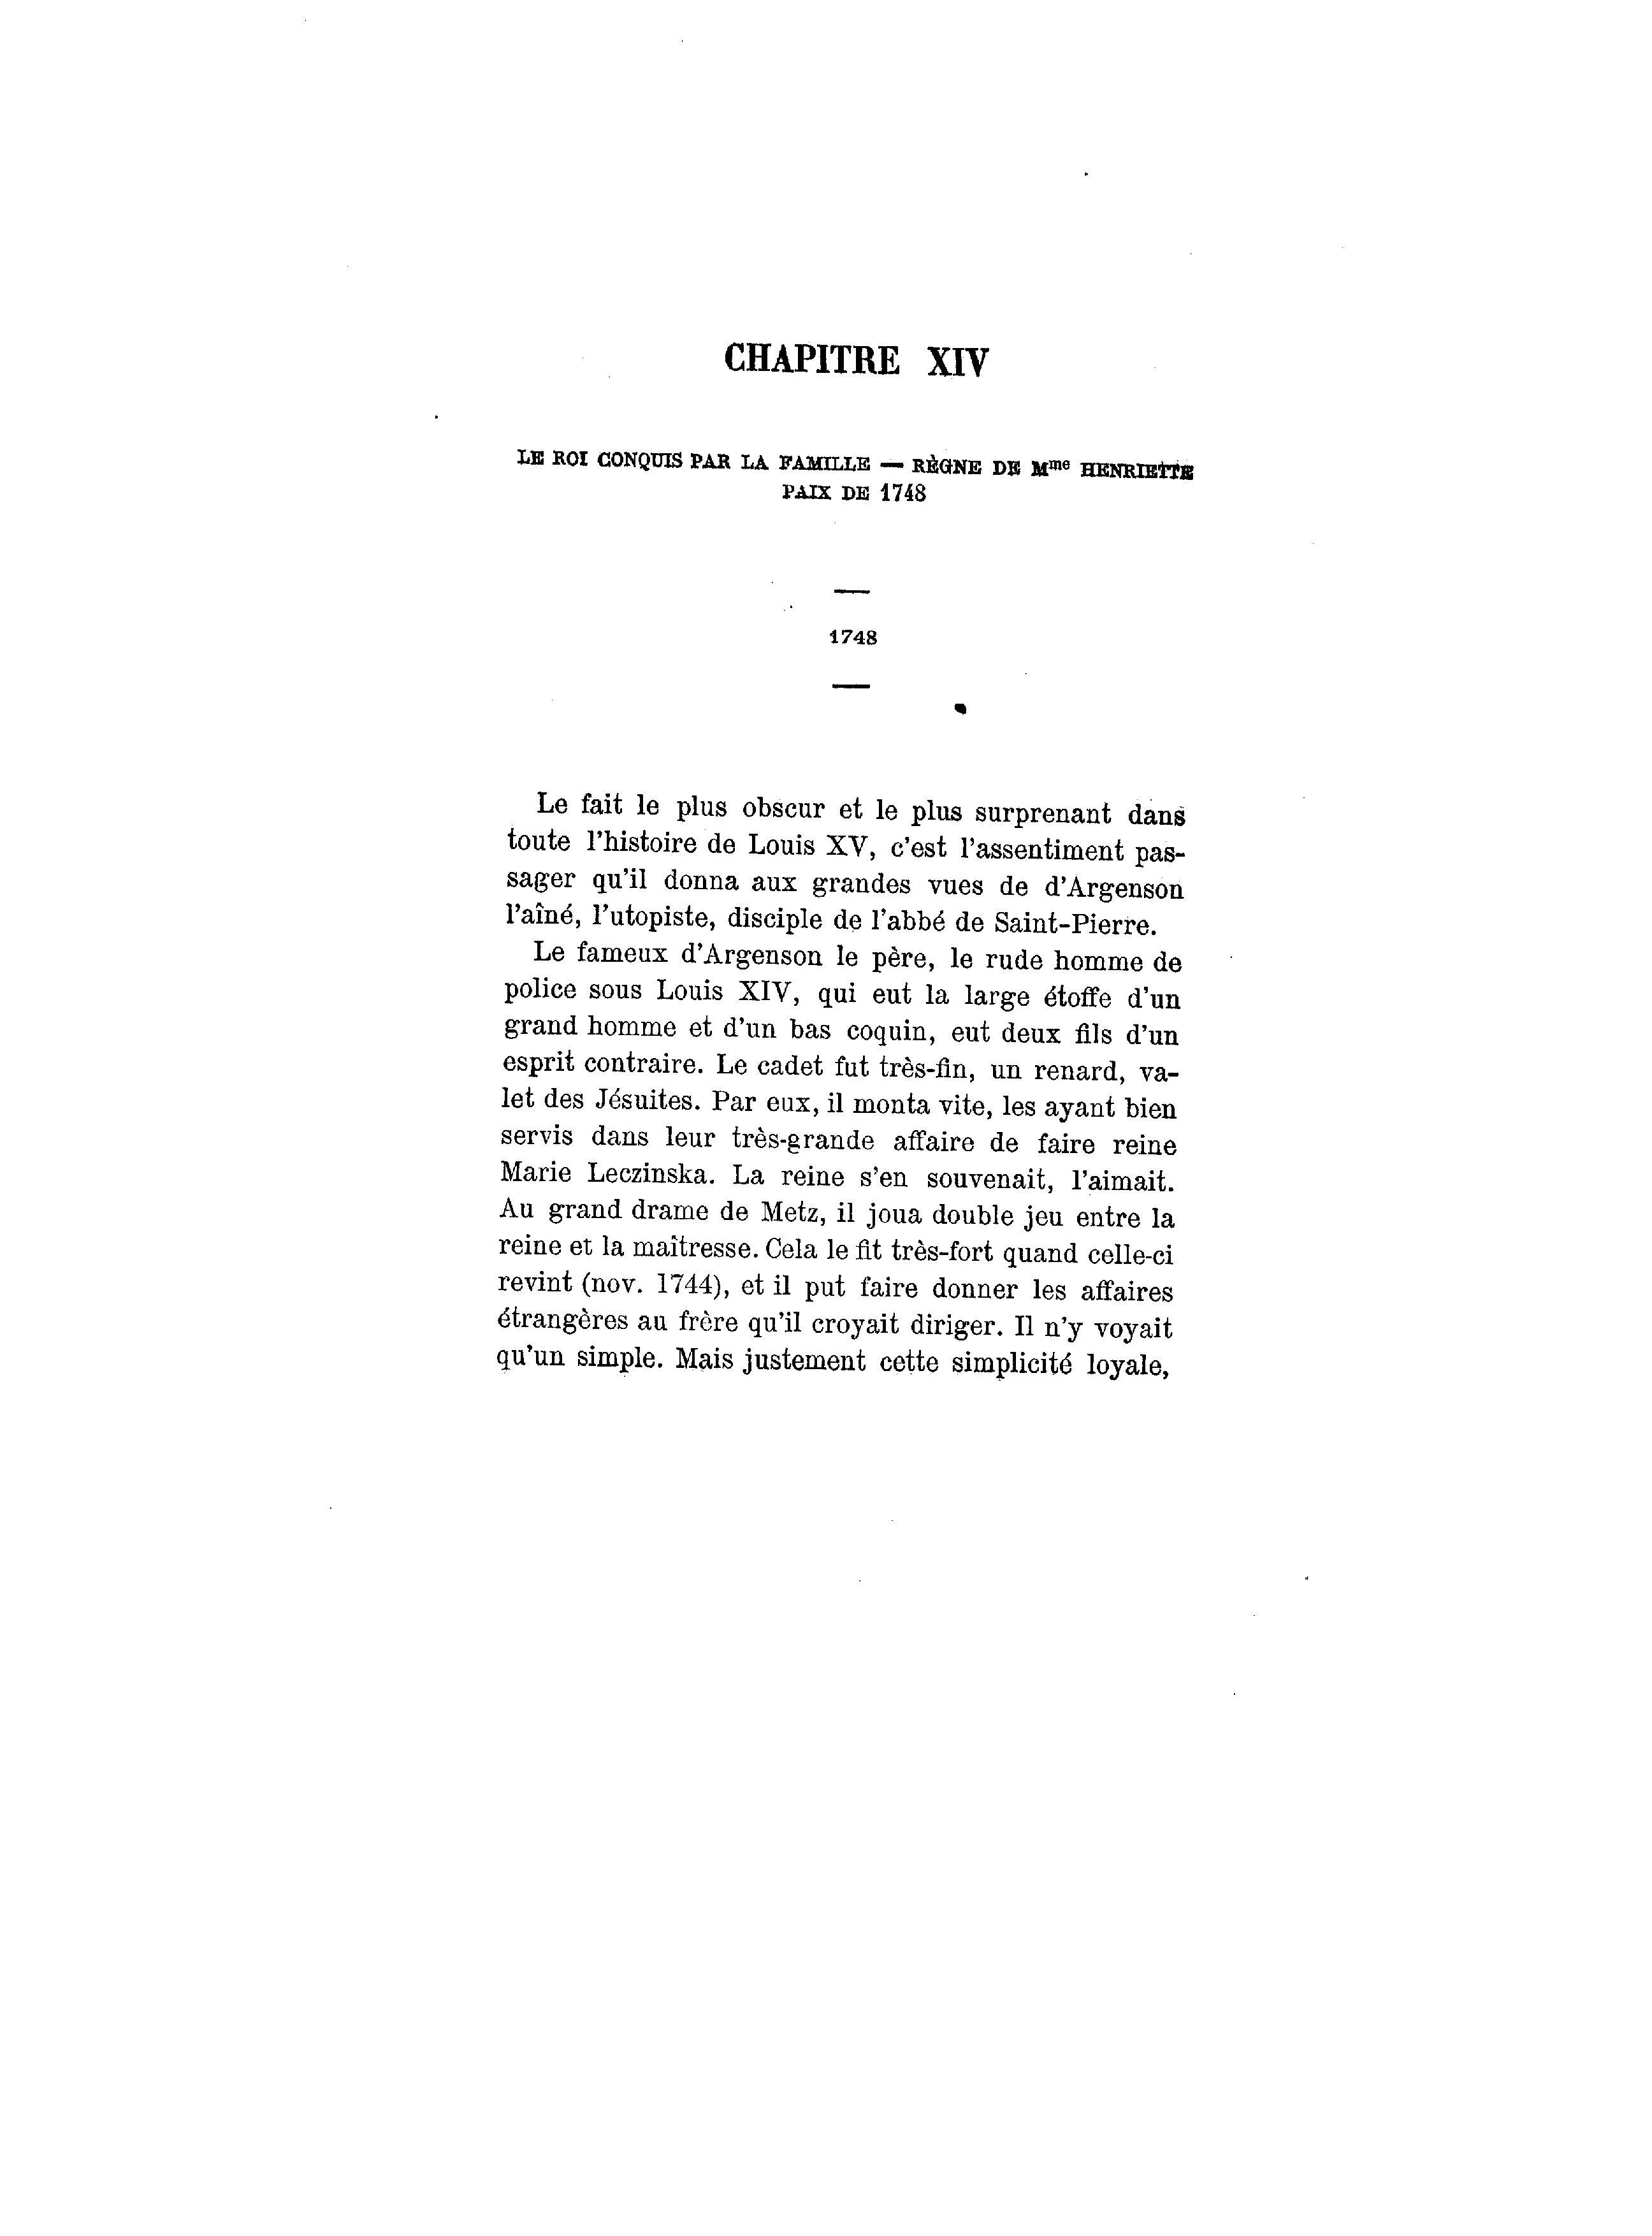 CHAPITRE XIV
LE ROI CONQUIS PAR LA FAMILLE — RÈGNE DE Mme HENRIETTE
PAIX DE 1748
1748
Le fait le plus obscur et le plus surprenant dans
toute l'histoire de Louis XV, c'est l'assentiment pas-
sager qu'il donna aux grandes vues de d'Argenson
l'aîné, l'utopiste, disciple de l'abbé de Saint-Pierre.
Le fameux d'Argenson le père, le rude homme de
police sous Louis XIV, qui eut la large étoffe d'un
grand homme et d'un bas coquin, eut deux fils d'un
esprit contraire. Le cadet fut très-fin, un renard, va-
let des Jésuites. Par eux, il monta vite, les ayant bien
servis dans leur très-grande affaire de faire reine
Marie Leczinska. La reine s'en souvenait, l'aimait.
Au grand drame de Metz, il joua double jeu entre la
reine et la maîtresse. Cela le fit très-fort quand celle-ci
revint (nov. 1744), et il put faire donner les affaires
étrangères au frère qu'il croyait diriger. Il n'y voyait
qu'un simple. Mais justement cette simplicité loyale,